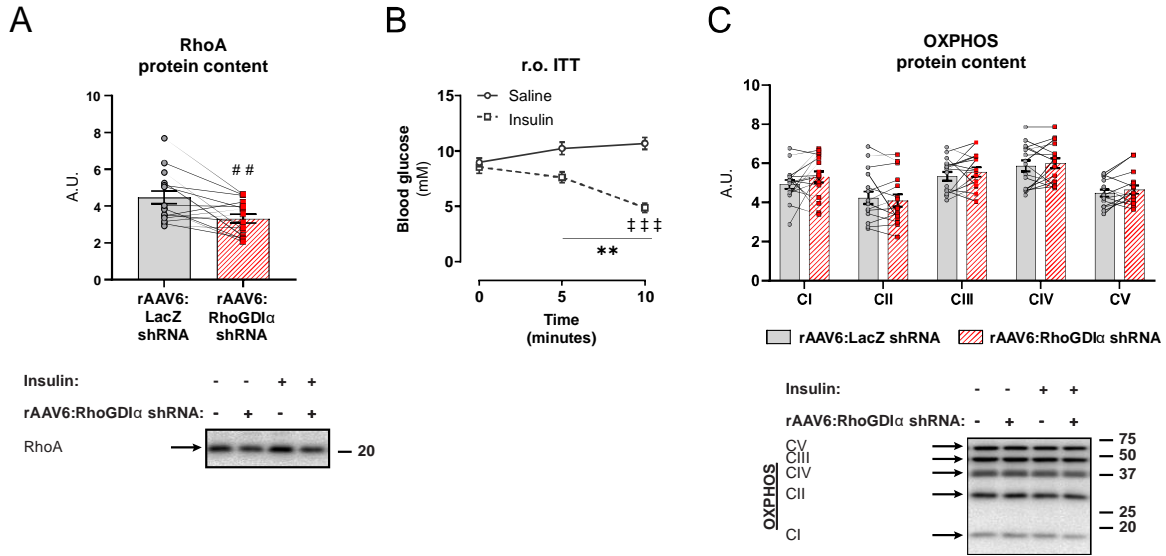 A
RhoA
protein content
10
8
6
4
2
0
A.U.
##
rAAV6:
LacZ
shRNA
rAAV6:
RhoGDIα
shRNA
Insulin:
- - + +
rAAV6:RhoGDIα shRNA:
- + - +
RhoA
20
B
r.o. ITT
Saline
Insulin
15
10
5
0
Blood glucose
(mM)
‡‡‡
**
0 5 10
Time
(minutes)
C
OXPHOS
protein content
10
8
6
4
2
0
A.U.
CI CII CIII CIV CV
rAAV6:LacZ shRNA
rAAV6:RhoGDIα shRNA
Insulin:
- - + +
rAAV6:RhoGDIα shRNA:
- + - +
OXPHOS
CV
CIII
CIV
CII
CI
75
50
37
25
20